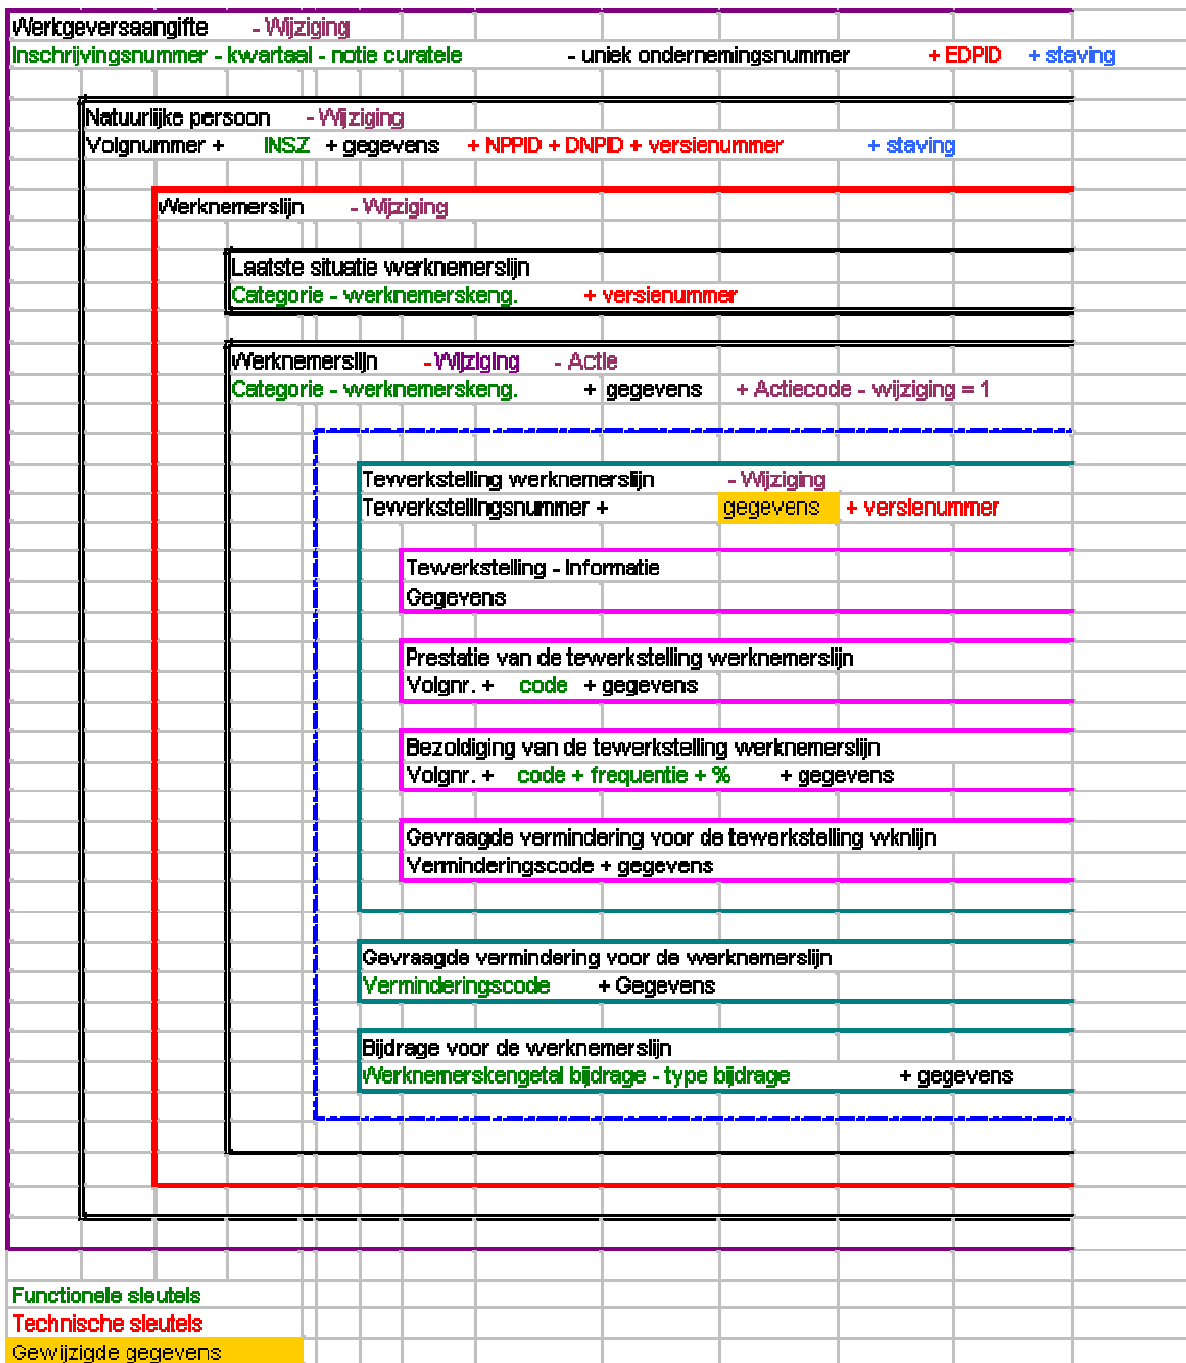 Werkgeversaangifte - Wijziging
Inschrijvingsnummer - kwartaal - notie curatele - uniek ondernemingsnummer + EDPID + staving
Natuurlijke persoon - Wijziging
Volgnummer + INSZ + gegevens + NPPID + DNPID + versienummer + staving
Werknemerslijn - Wijziging
Laatste situatie werknemerslijn
Categorie - werknemerskeng. + versienummer
Werknemerslijn - Wijziging - Actie
Categorie - werknemerskeng. + gegevens + Actiecode - wijziging = 1
Tewerkstelling werknemerslijn - Wijziging
Tewerkstellingsnummer + gegevens + versienummer
Tewerkstelling - Informatie
Gegevens
Prestatie van de tewerkstelling werknemerslijn
Volgnr. + code + gegevens
Bezoldiging van de tewerkstelling werknemerslijn
Volgnr. + code + frequentie + % + gegevens
Gevraagde vermindering voor de tewerkstelling wknlijn
Verminderingscode + gegevens
Gevraagde vermindering voor de werknemerslijn
Verminderingscode + Gegevens
Bijdrage voor de werknemerslijn
Werknemerskengetal bijdrage - type bijdrage + gegevens
Functionele sleutels
Technische sleutels
Gewijzigde gegevens